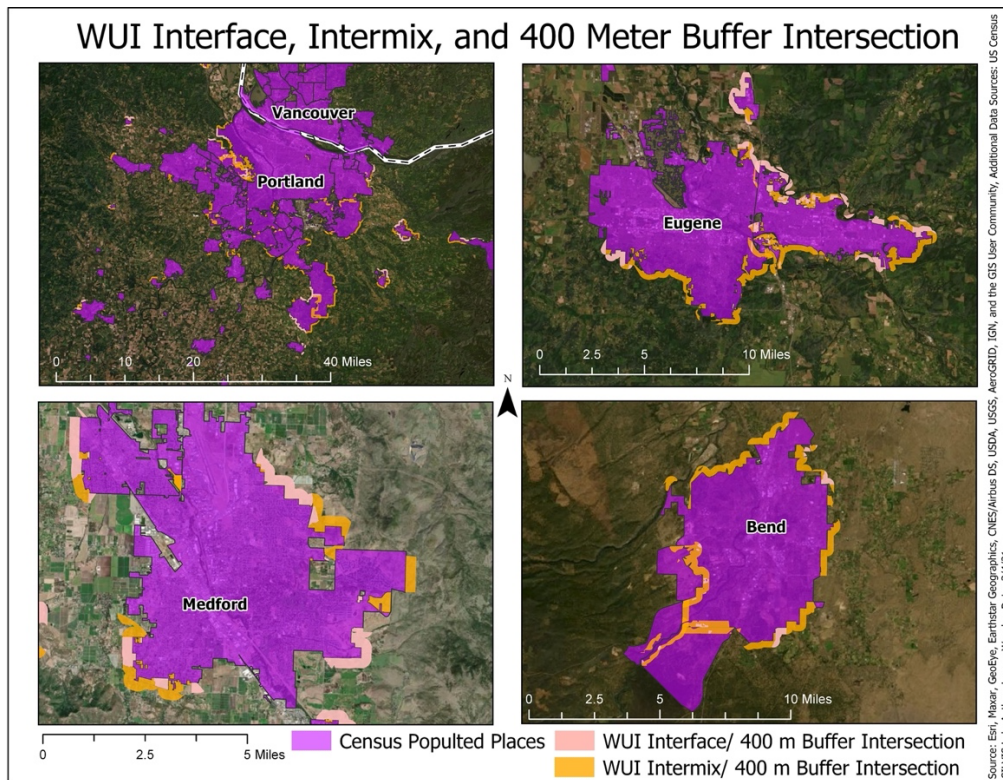 WUI Interface, Intermix, and 400 Meter Buffer Intersection
Vancouver
Portland
0 20 40 Miles
Eugene
0 2.5 5 10 Miles
N
Medford
0 2.5 5 Miles
Bend
0 2.5 5 10 Miles
Census Populted Places
WUI Interface/ 400 m Buffer Intersection
WUI Intermix/ 400 m Buffer Intersection
Source: Esri, Maxar, GeoEye, Earthstar Geographics, CNES/Airbus DS, USDA, USGS, AeroGRID, IGN, and the GIS User Community, Additional Data Sources: US Census